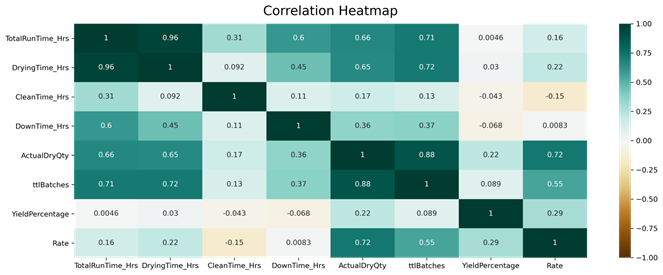 Correlation Heatmap
TotalRunTime_Hrs 1 0.96 0.31 0.6 0.66 0.71 0.0046 0.16
DryingTime_Hrs 0.96 1 0.092 0.45 0.65 0.72 0.03 0.22
CleanTime_Hrs 0.31 0.092 1 0.11 0.17 0.13 -0.043 -0.15
DownTime_Hrs 0.6 0.45 0.11 1 0.36 0.37 -0.068 0.0083
ActualDryQty 0.66 0.65 0.17 0.36 1 0.88 0.22 0.72
ttlBatches 0.71 0.72 0.13 0.37 0.88 1 0.089 0.55
YieldPercentage 0.0046 0.03 -0.043 -0.068 0.22 0.089 1 0.29
Rate 0.16 0.22 -0.15 0.0083 0.72 0.55 0.29 1
TotalRunTime_Hrs DryingTime_Hrs CleanTime_Hrs DownTime_Hrs ActualDryQty ttlBatches YieldPercentage Rate
1.00
0.75
0.50
0.25
0.00
-0.25
-0.50
-0.75
-1.00